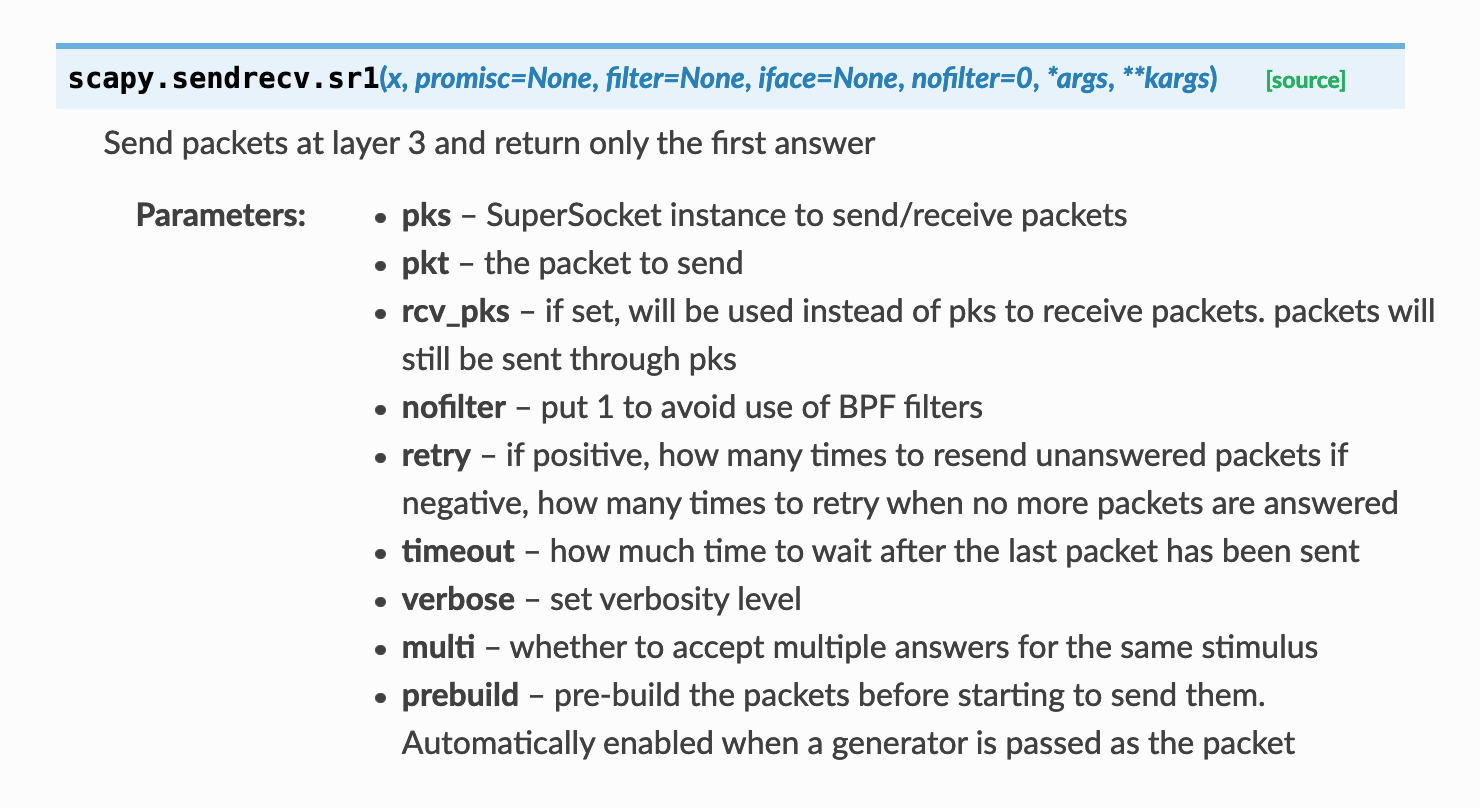 scapy.sendrecv.sr1(x, promisc=None, filter=None, iface=None, nofilter=0, *args, **kargs) [source]
Send packets at layer 3 and return only the first answer
Parameters: • pks – SuperSocket instance to send/receive packets
• pkt – the packet to send
• rcv_pks – if set, will be used instead of pks to receive packets. packets will
still be sent through pks
• nofilter – put 1 to avoid use of BPF filters
• retry – if positive, how many times to resend unanswered packets if
negative, how many times to retry when no more packets are answered
• timeout – how much time to wait after the last packet has been sent
• verbose – set verbosity level
• multi – whether to accept multiple answers for the same stimulus
• prebuild – pre-build the packets before starting to send them.
Automatically enabled when a generator is passed as the packet